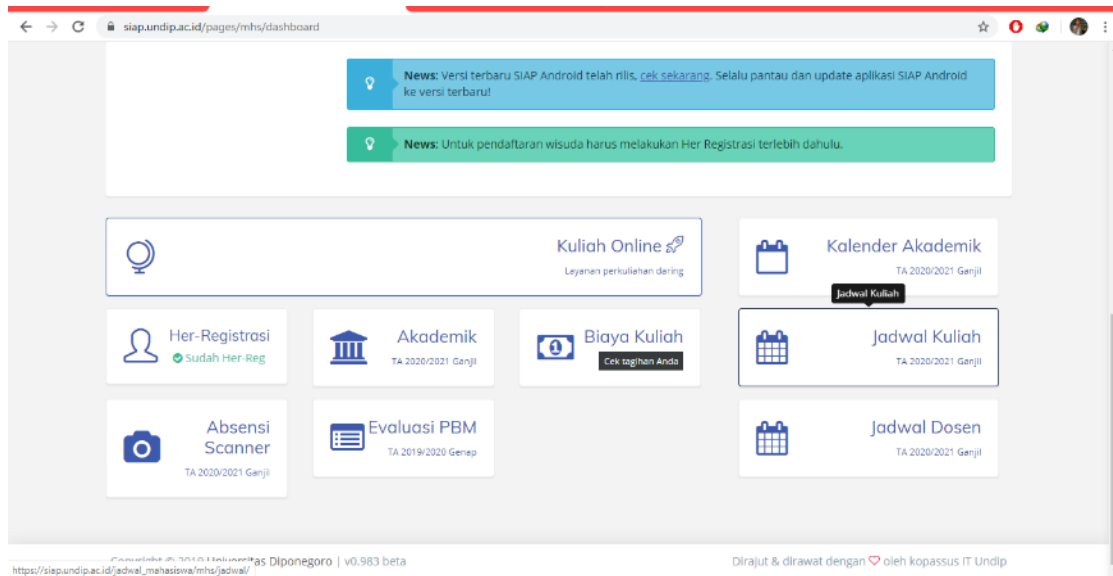 siap.undip.ac.id/pages/mhs/dashboard
News: Versi terbaru SIAP Android telah rilis, cek sekarang. Selalu pantau dan update aplikasi SIAP Android
ke versi terbaru!
News: Untuk pendaftaran wisuda harus melakukan Her Registrasi terlebih dahulu.
Kuliah Online
Layanan perkuliahan daring
Kalender Akademik
TA 2020/2021 Ganjil
Jadwal Kuliah
Her-Registrasi
Sudah Her-Reg
Akademik
TA 2020/2021 Ganjil
Biaya Kuliah
Cek tagihan Anda
Jadwal Kuliah
TA 2020/2021 Ganjil
Absensi
Scanner
TA 2020/2021 Ganjil
Evaluasi PBM
TA 2019/2020 Genap
Jadwal Dosen
TA 2020/2021 Ganjil
Copyright © 2019 Universitas Diponegoro | v0.983 beta
Dirajut & dirawat dengan ♡ oleh kopassus IT Undip
https://siap.undip.ac.id/jadwal_mahasiswa/mhs/jadwal/